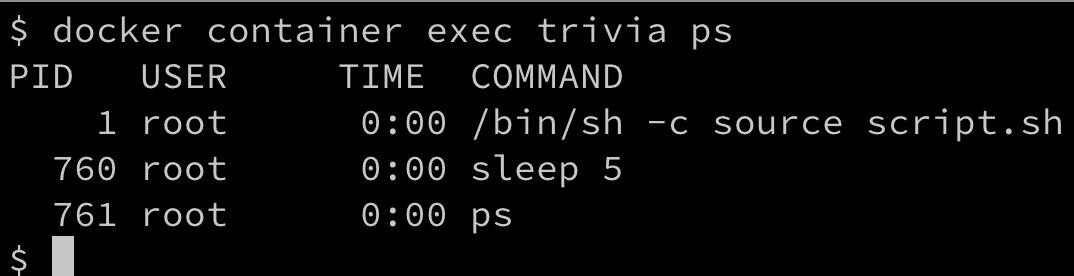 $ docker container exec trivia ps
PID   USER     TIME  COMMAND
    1 root      0:00 /bin/sh -c source script.sh
  760 root      0:00 sleep 5
  761 root      0:00 ps
$